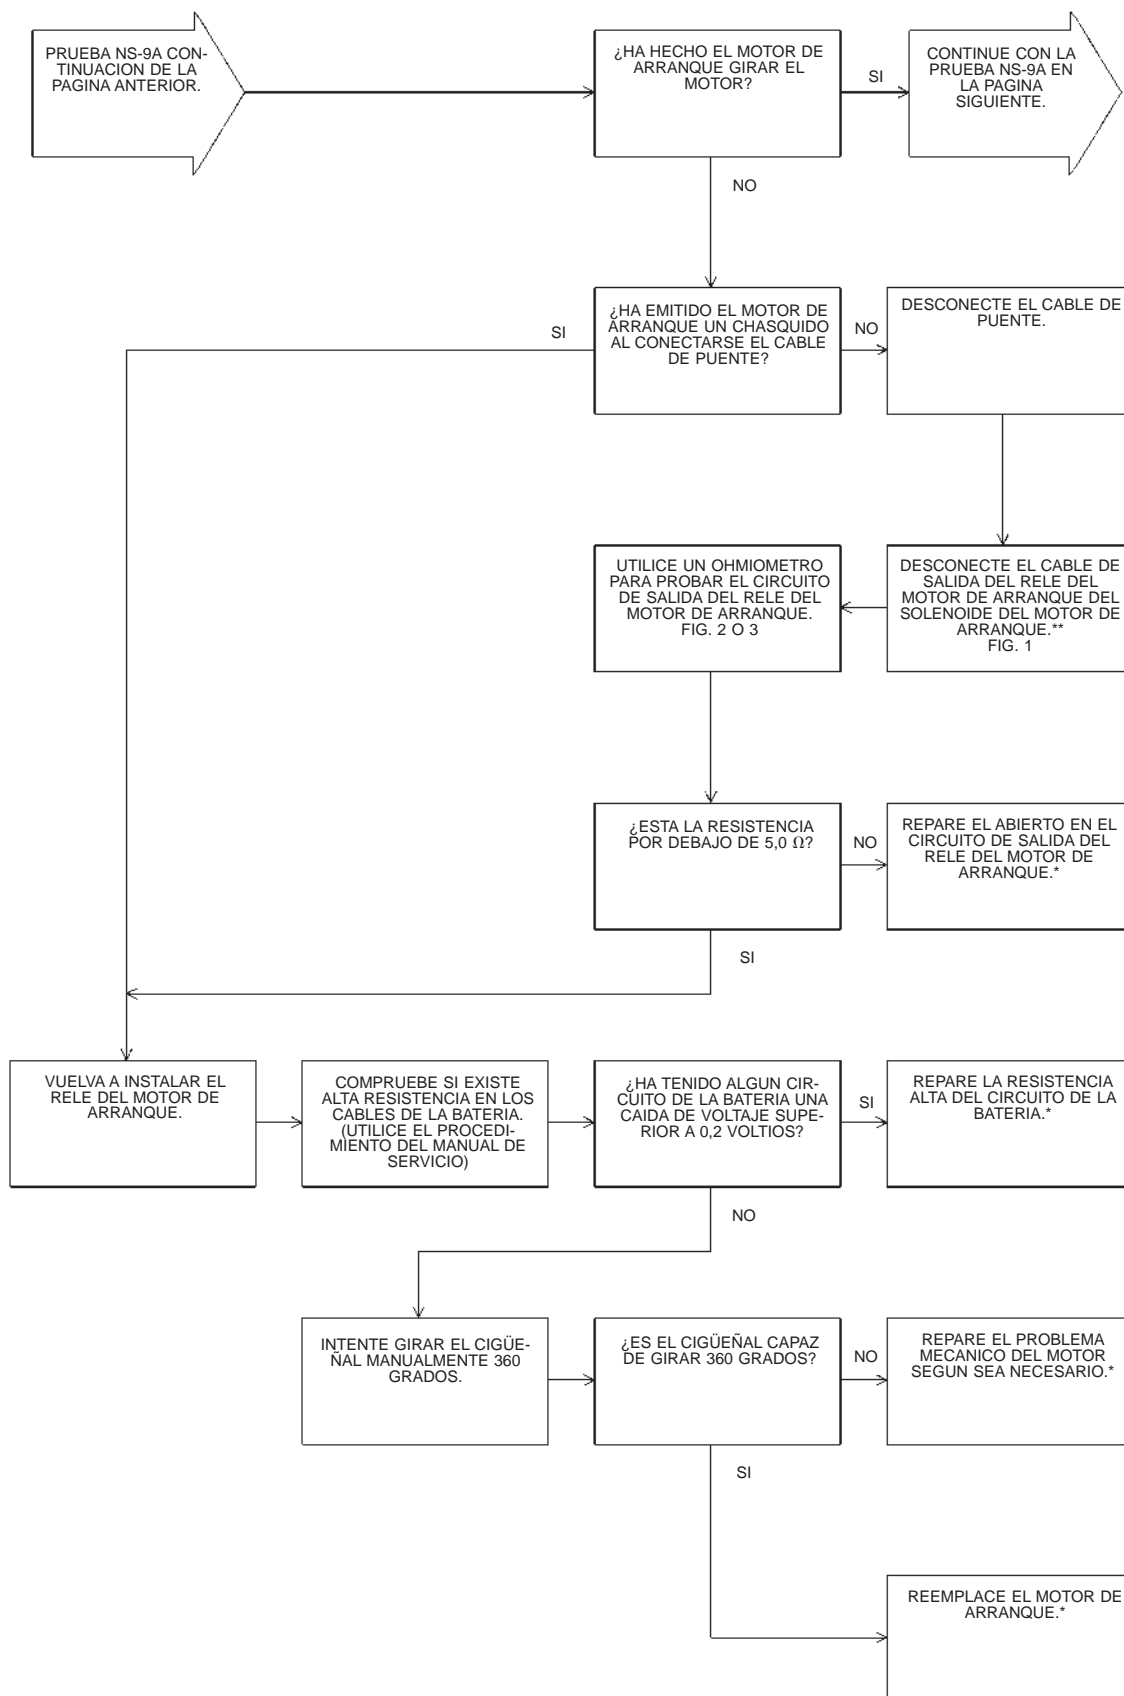 PRUEBA NS-9A CON-
TINUACION DE LA
PAGINA ANTERIOR.
¿HA HECHO EL MOTOR DE
ARRANQUE GIRAR EL
MOTOR?
SI
CONTINUE CON LA
PRUEBA NS-9A EN
LA PAGINA
SIGUIENTE.
NO
¿HA EMITIDO EL MOTOR DE
ARRANQUE UN CHASQUIDO
AL CONECTARSE EL CABLE
DE PUENTE?
SI
NO
DESCONECTE EL CABLE DE
PUENTE.
UTILICE UN OHMIOMETRO
PARA PROBAR EL CIRCUITO
DE SALIDA DEL RELE DEL
MOTOR DE ARRANQUE.
FIG. 2 O 3
DESCONECTE EL CABLE DE
SALIDA DEL RELE DEL
MOTOR DE ARRANQUE DEL
SOLENOIDE DEL MOTOR DE
ARRANQUE.**
FIG. 1
¿ESTA LA RESISTENCIA
POR DEBAJO DE 5,0 Ω?
NO
REPARE EL ABIERTO EN EL
CIRCUITO DE SALIDA DEL
RELE DEL MOTOR DE
ARRANQUE.*
SI
VUELVA A INSTALAR EL
RELE DEL MOTOR DE
ARRANQUE.
COMPRUEBE SI EXISTE
ALTA RESISTENCIA EN LOS
CABLES DE LA BATERIA.
(UTILICE EL PROCEDI-
MIENTO DEL MANUAL DE
SERVICIO)
¿HA TENIDO ALGUN CIR-
CUITO DE LA BATERIA UNA
CAIDA DE VOLTAJE SUPE-
RIOR A 0,2 VOLTIOS?
SI
REPARE LA RESISTENCIA
ALTA DEL CIRCUITO DE LA
BATERIA.*
NO
INTENTE GIRAR EL CIGÜE-
ÑAL MANUALMENTE 360
GRADOS.
¿ES EL CIGÜEÑAL CAPAZ
DE GIRAR 360 GRADOS?
NO
REPARE EL PROBLEMA
MECANICO DEL MOTOR
SEGUN SEA NECESARIO.*
SI
REEMPLACE EL MOTOR DE
ARRANQUE.*